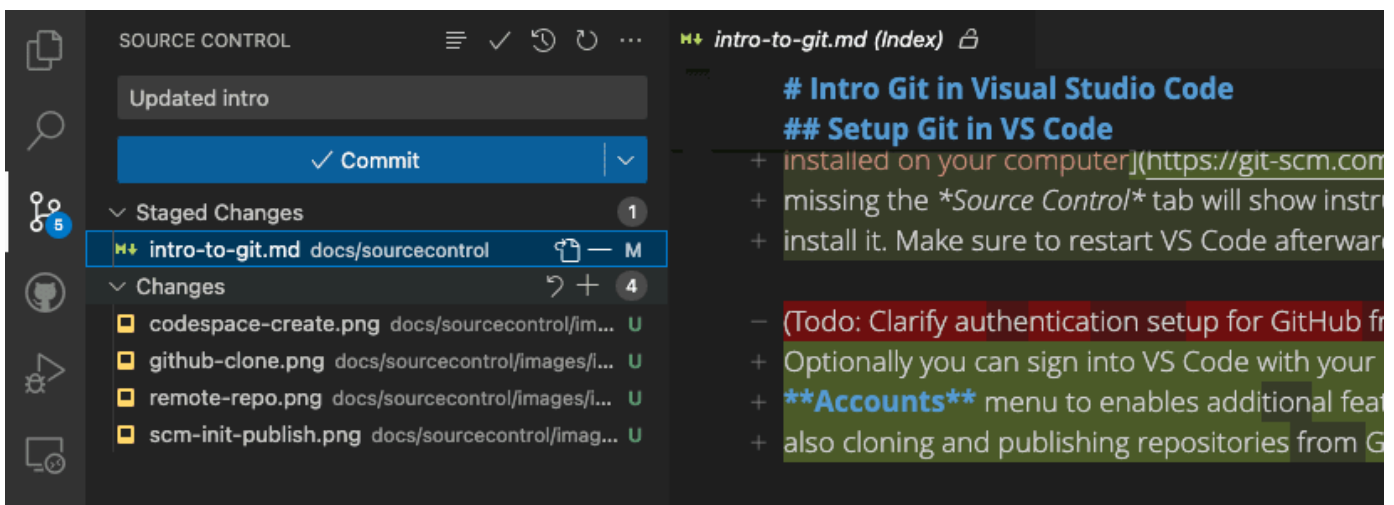 SOURCE CONTROL
Updated intro
Commit
Staged Changes 1
intro-to-git.md docs/sourcecontrol M
Changes 4
codespace-create.png docs/sourcecontrol/im... U
github-clone.png docs/sourcecontrol/images/i... U
remote-repo.png docs/sourcecontrol/images/i... U
scm-init-publish.png docs/sourcecontrol/imag... U
5
intro-to-git.md (Index)
# Intro Git in Visual Studio Code
## Setup Git in VS Code
+ installed on your computer](https://git-scm.com
+ missing the *Source Control* tab will show instru
+ install it. Make sure to restart VS Code afterward
− (Todo: Clarify authentication setup for GitHub fr
+ Optionally you can sign into VS Code with your
+ **Accounts** menu to enables additional feat
+ also cloning and publishing repositories from G